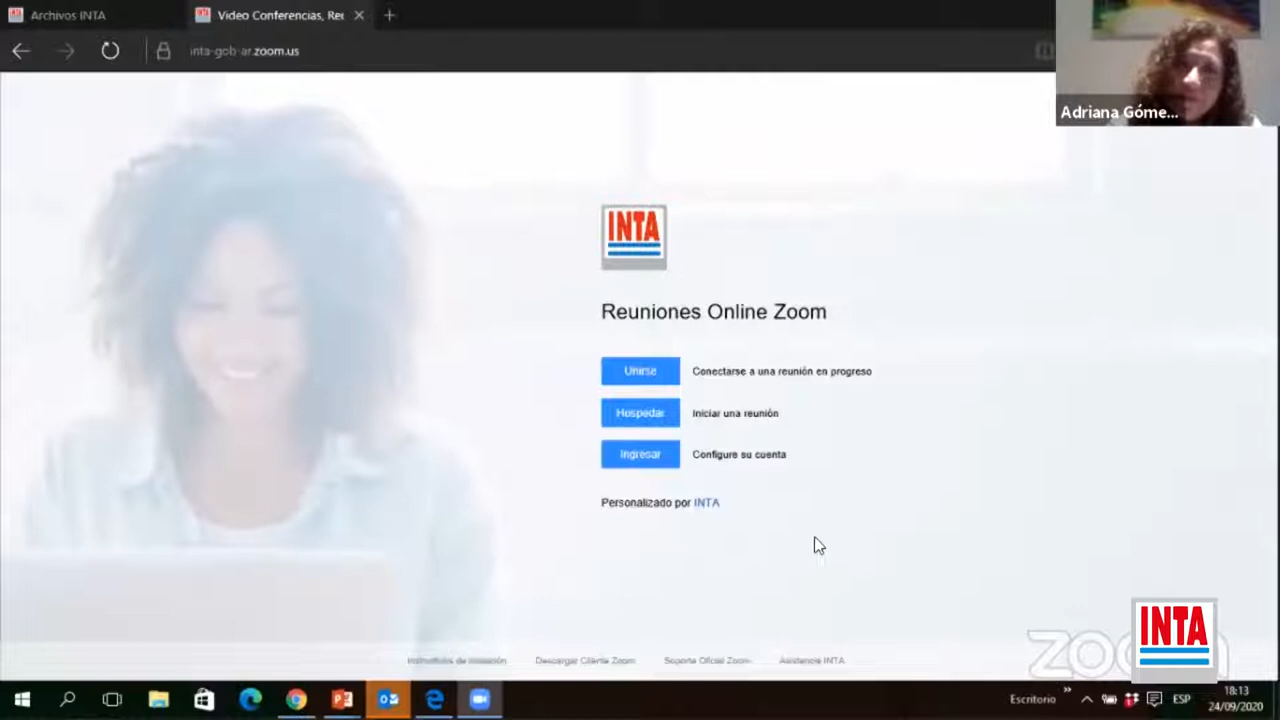 Archivos INTA
Video Conferencias, Reu
inta-gob-ar.zoom.us
Adriana Góme...
INTA
Reuniones Online Zoom
Unirse
Conectarse a una reunión en progreso
Hospedar
Iniciar una reunión
Ingresar
Configure su cuenta
Personalizado por INTA
Descargar Cliente Zoom
Soporte Oficial Zoom
Asistencia INTA
zoom
INTA
Escritorio
ESP
18:13
24/09/2020